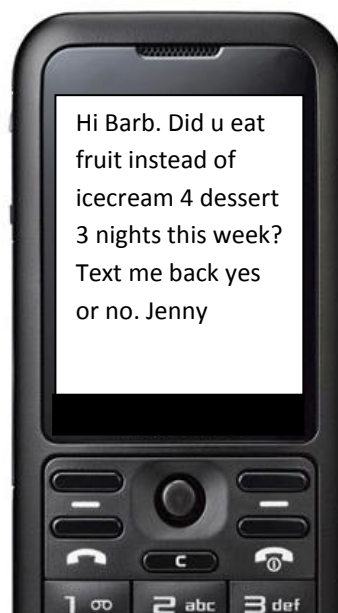 Hi Barb. Did u eat
fruit instead of
icecream 4 dessert
3 nights this week?
Text me back yes
or no. Jenny
C
1 2 abc 3 def